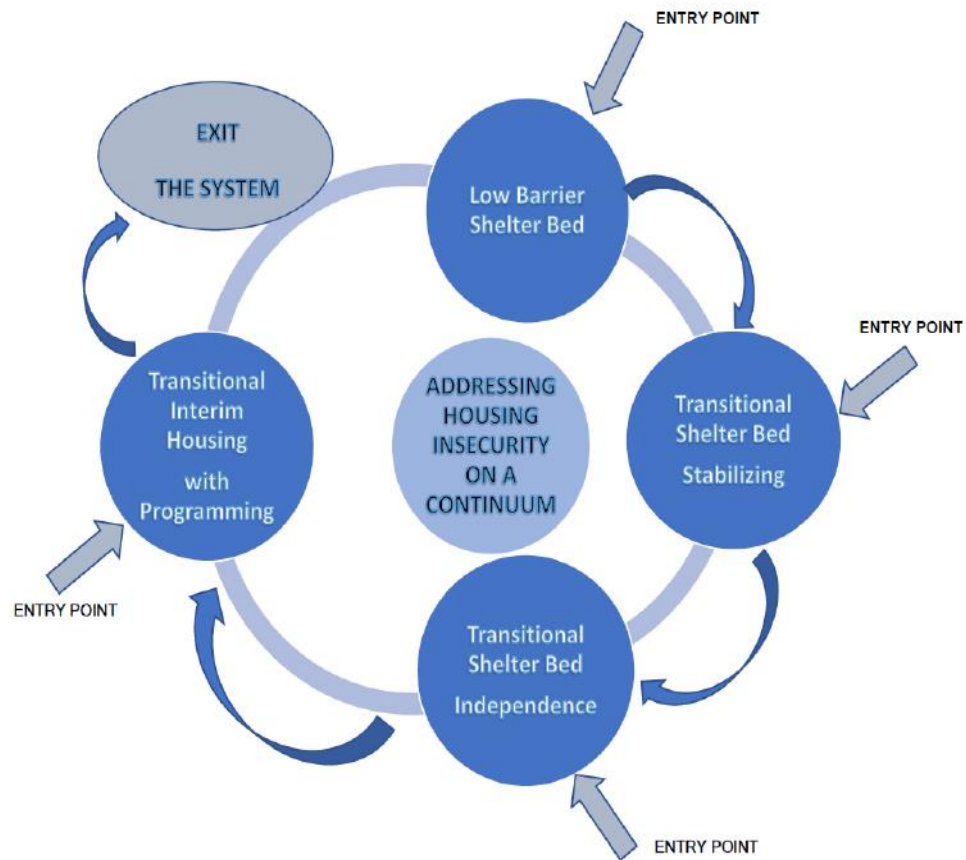 ENTRY POINT
EXIT
THE SYSTEM
Low Barrier
Shelter Bed
ENTRY POINT
Transitional
Interim
Housing
with
Programming
ADDRESSING
HOUSING
INSECURITY
ON A
CONTINUUM
Transitional
Shelter Bed
Stabilizing
ENTRY POINT
Transitional
Shelter Bed
Independence
ENTRY POINT